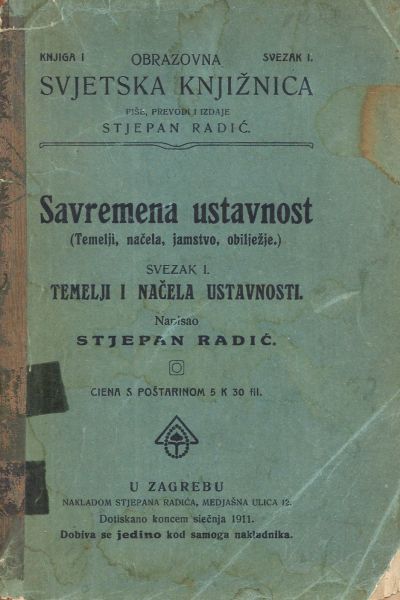 KNJIGA I OBRAZOVNA SVEZAK I.
SVJETSKA KNJIŽNICA
PIŠE, PREVODI I IZDAJE
STJEPAN RADIĆ.
Savremena ustavnost
(Temelji, načela, jamstvo, obilježje.)
SVEZAK I.
TEMELJI I NAČELA USTAVNOSTI.
Napisao
STJEPAN RADIĆ.
CIENA S POŠTARINOM 5 K 30 fil.
U ZAGREBU
NAKLADOM STJEPANA RADIĆA, MEDJAŠNA ULICA 12.
Dotiskano koncem siečnja 1911.
Dobiva se jedino kod samoga nakladnika.